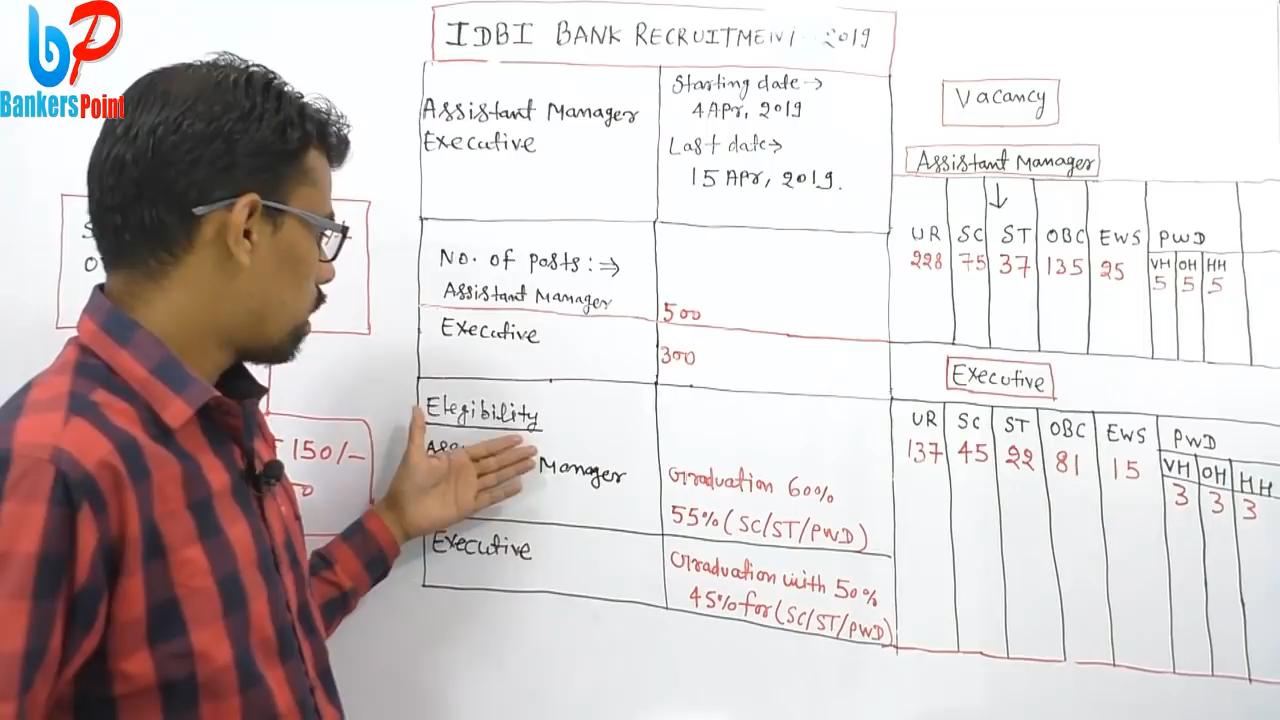 bp
BankersPoint
IDBI BANK RECRUITMENT 2019
Assistant Manager
Executive
Starting date →
4 Apr, 2019
Last date →
15 Apr, 2019.
No. of posts : ⇒
Assistant Manager
500
Executive
300
Elegibility
Manager
Graduation 60%
55% (SC/ST/PWD)
Executive
Graduation with 50%
45% for (SC/ST/PWD)
Vacancy
Assistant Manager
UR SC ST OBC EWS PWD
VH OH HH
228 75 37 135 25 5 5 5
Executive
UR SC ST OBC EWS PWD
VH OH HH
137 45 22 81 15 3 3 3
150/-